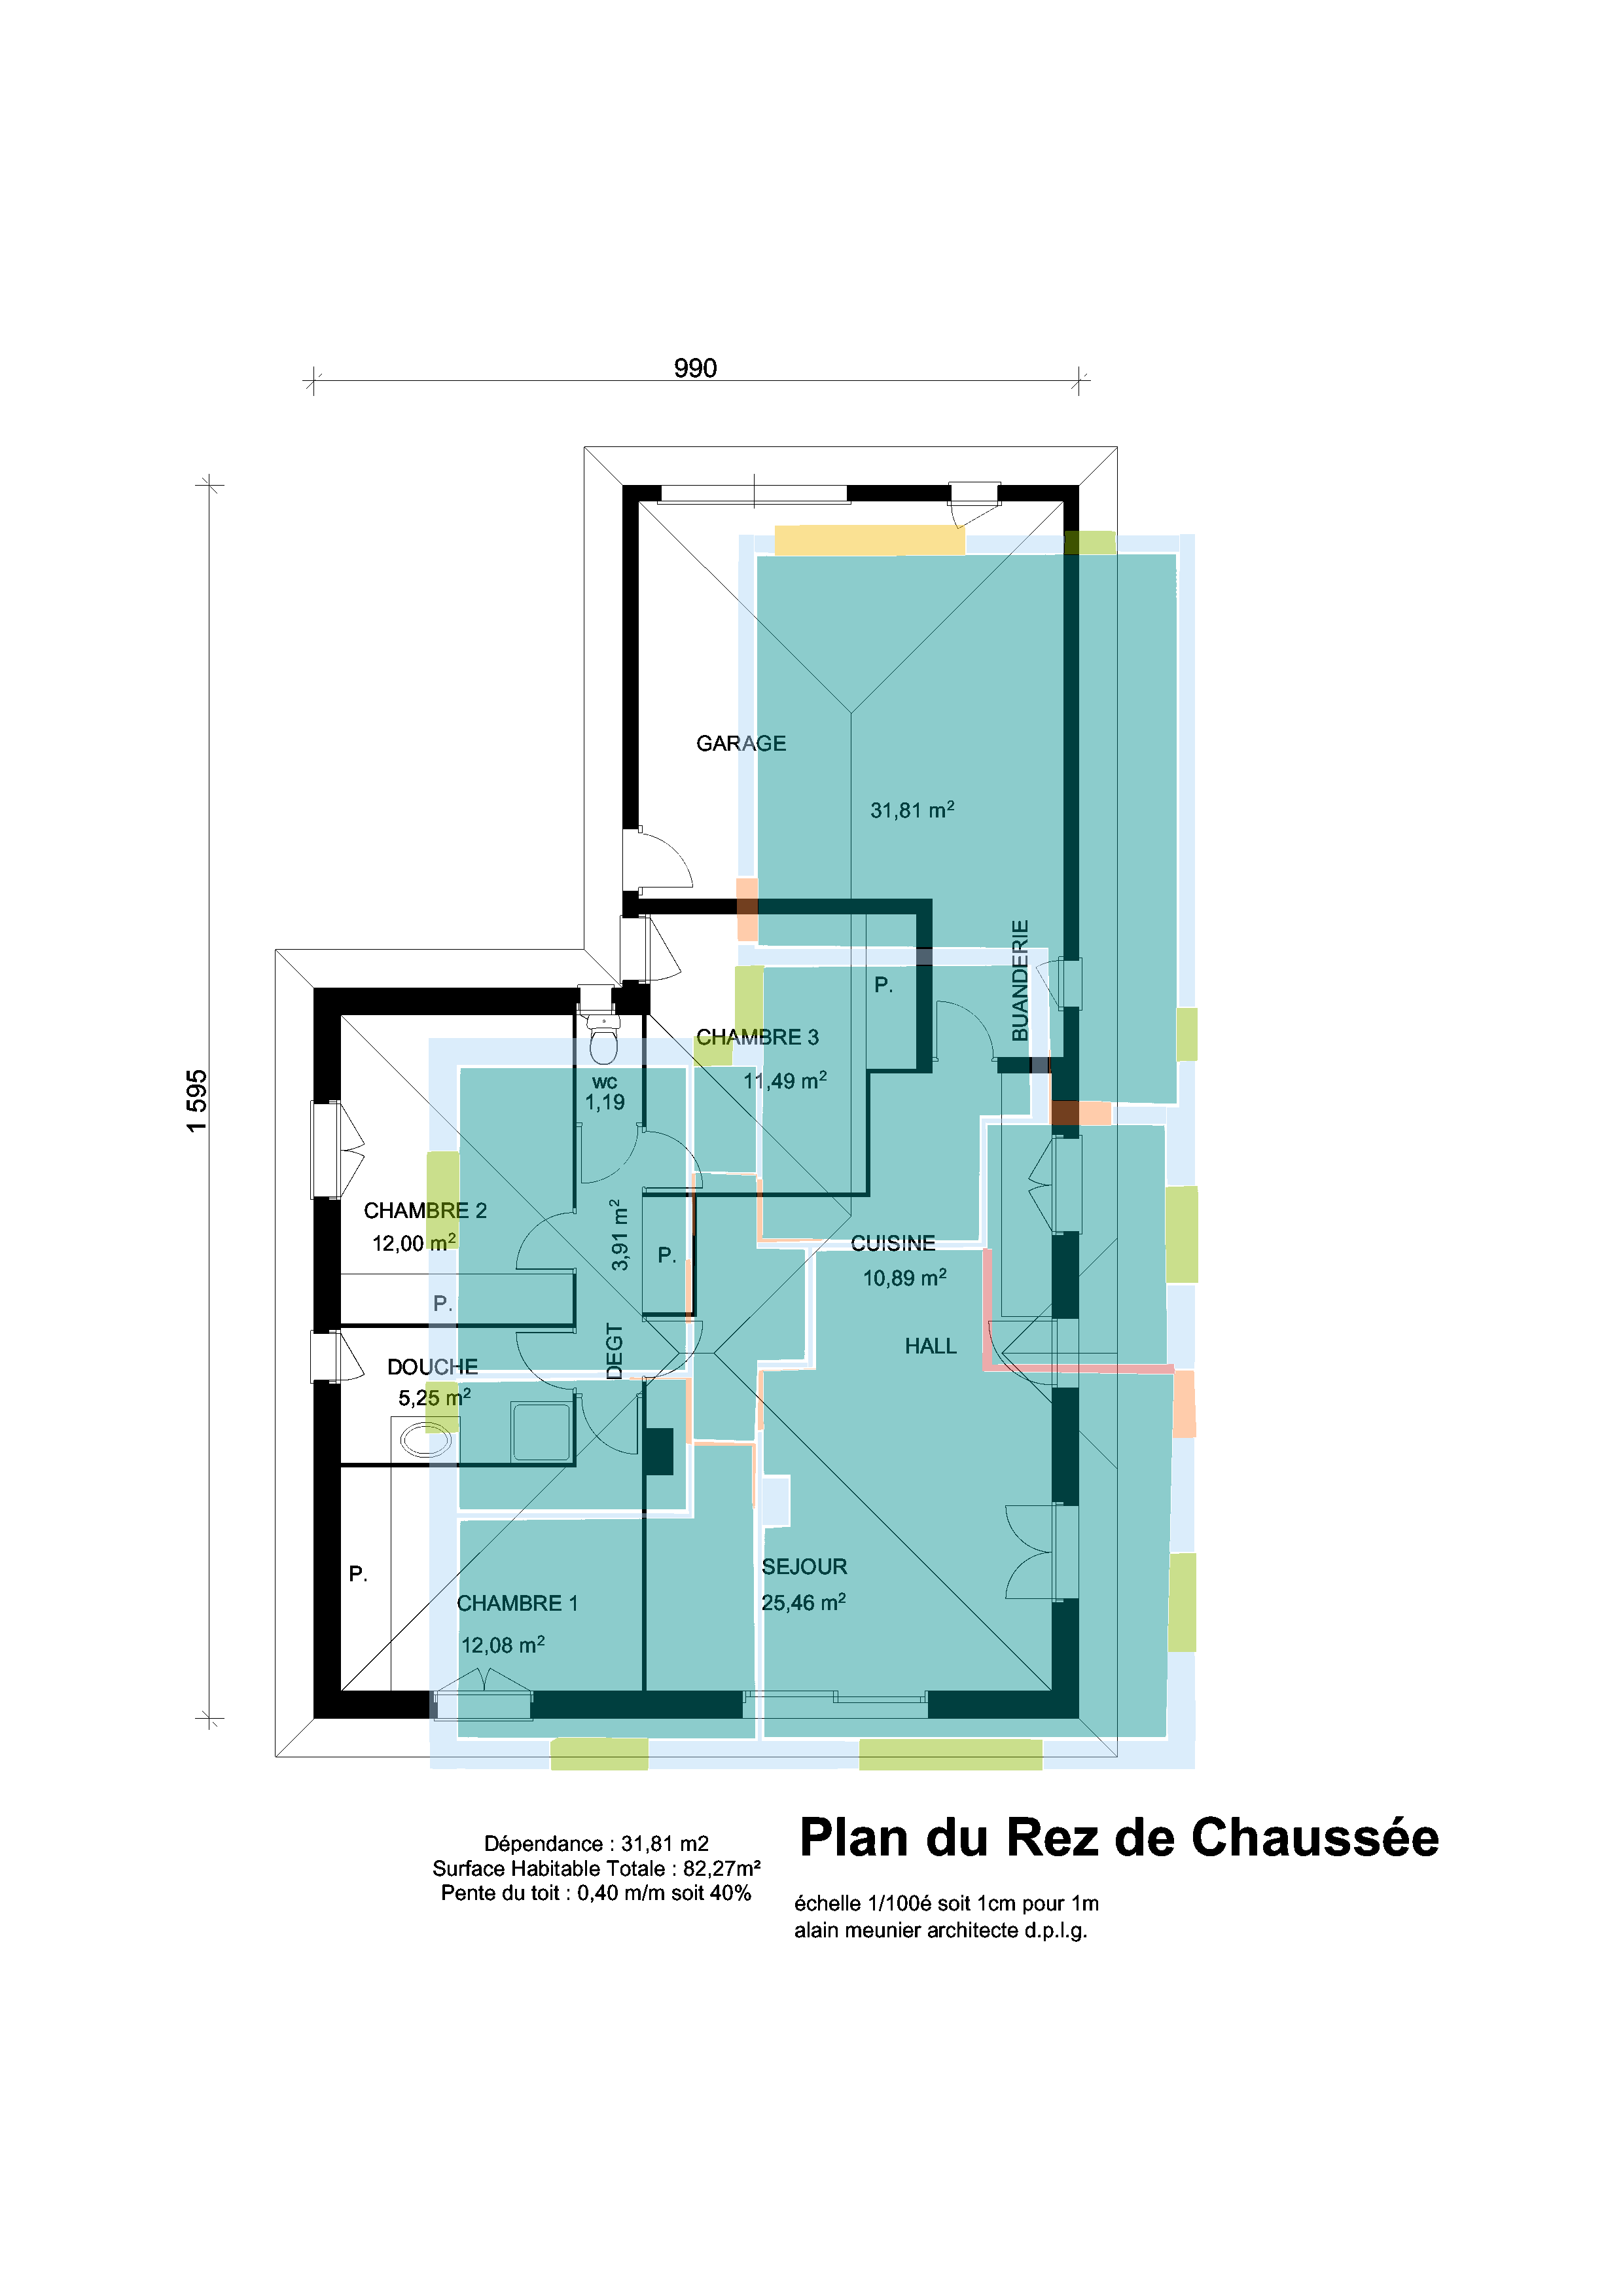 990
1 595
GARAGE
31,81 m²
BUANDERIE
P.
CHAMBRE 3
11,49 m²
wc
1,19
CHAMBRE 2
12,00 m²
3,91 m²
P.
CUISINE
10,89 m²
P.
DEGT
HALL
DOUCHE
5,25 m²
P.
SEJOUR
25,46 m²
CHAMBRE 1
12,08 m²
Plan du Rez de Chaussée
Dépendance : 31,81 m2
Surface Habitable Totale : 82,27m²
Pente du toit : 0,40 m/m soit 40%
échelle 1/100é soit 1cm pour 1m
alain meunier architecte d.p.l.g.